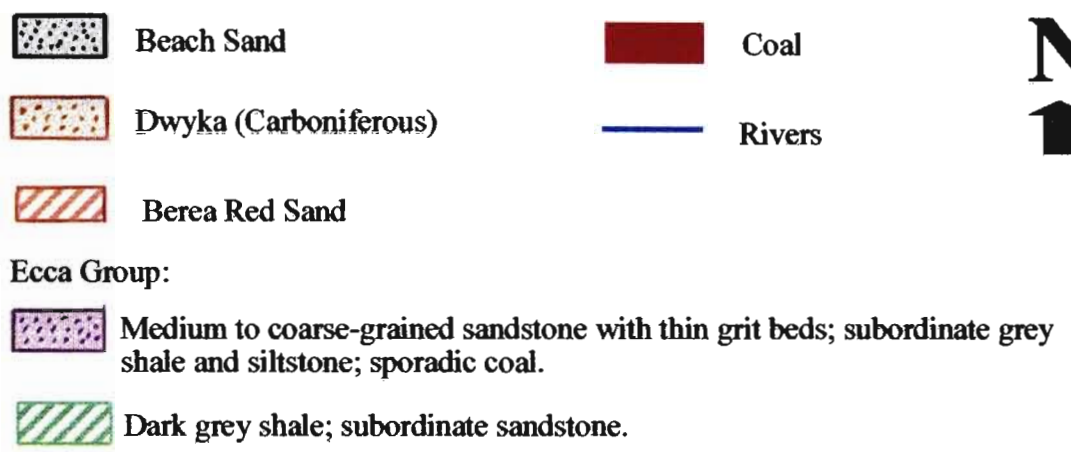 Beach Sand
Coal
N
Dwyka (Carboniferous)
Rivers
Berea Red Sand
Ecca Group:
Medium to coarse-grained sandstone with thin grit beds; subordinate grey
shale and siltstone; sporadic coal.
Dark grey shale; subordinate sandstone.